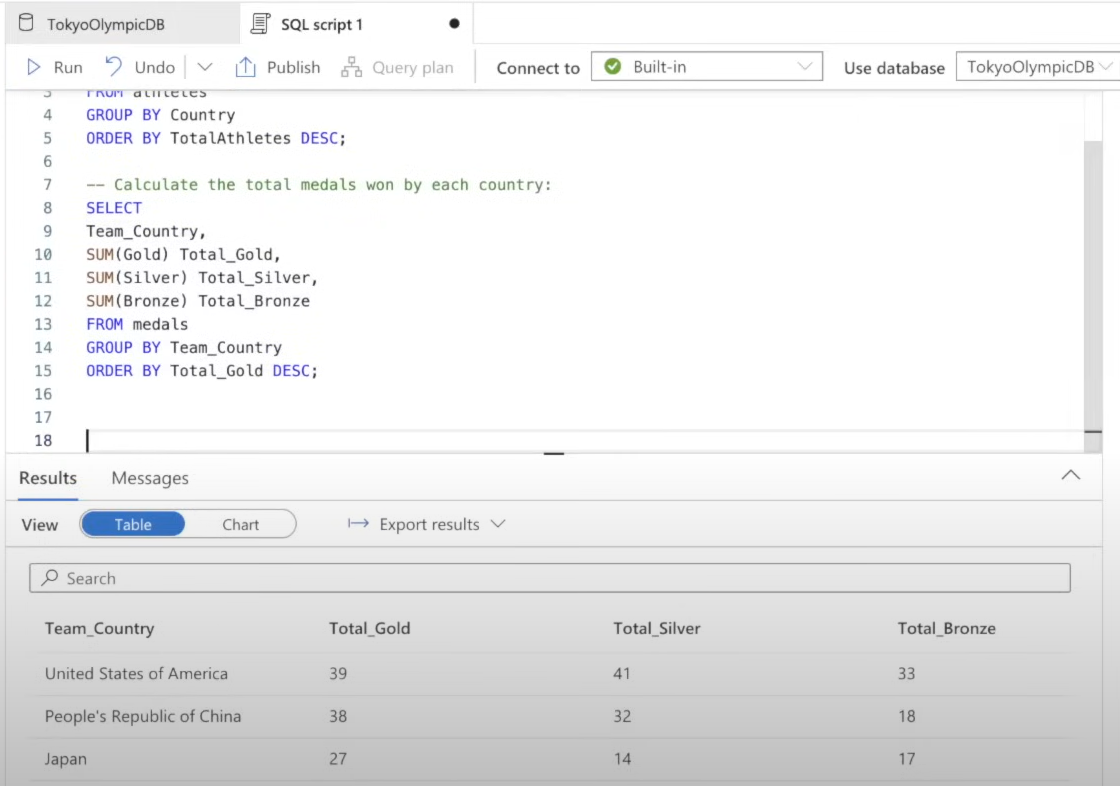 TokyoOlympicDB SQL script 1
Run Undo Publish Query plan Connect to Built-in Use database TokyoOlympicDB
3 FROM athletes
4 GROUP BY Country
5 ORDER BY TotalAthletes DESC;
6
7 -- Calculate the total medals won by each country:
8 SELECT
9 Team_Country,
10 SUM(Gold) Total_Gold,
11 SUM(Silver) Total_Silver,
12 SUM(Bronze) Total_Bronze
13 FROM medals
14 GROUP BY Team_Country
15 ORDER BY Total_Gold DESC;
16
17
18
Results Messages
View Table Chart Export results
Search
Team_Country Total_Gold Total_Silver Total_Bronze
United States of America 39 41 33
People's Republic of China 38 32 18
Japan 27 14 17